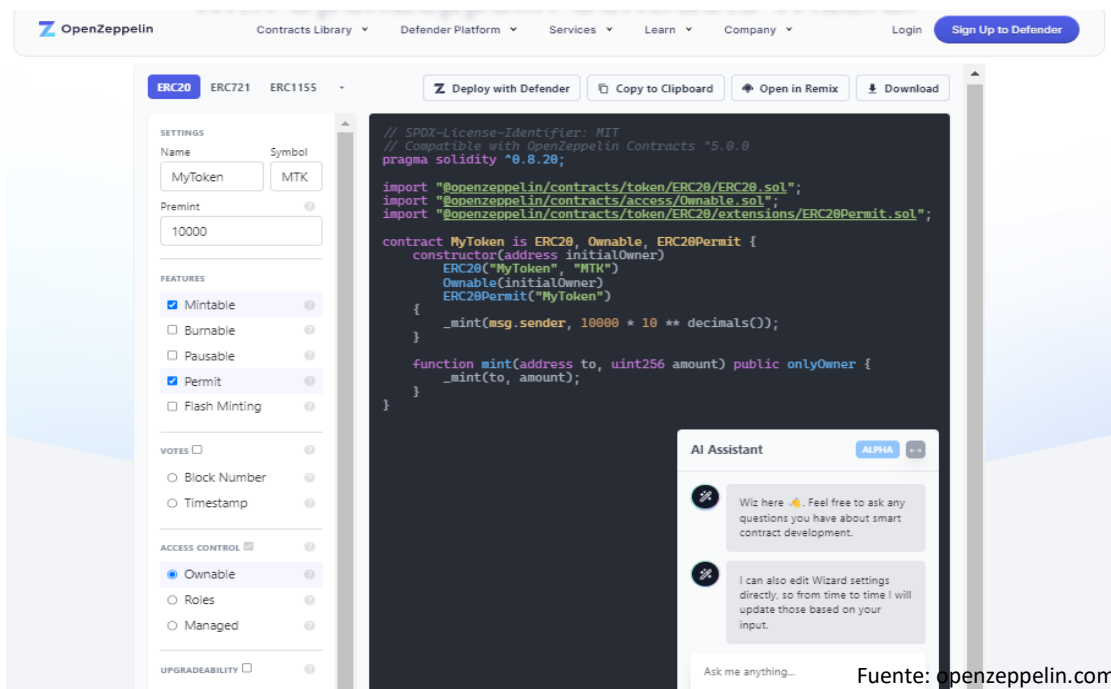 OpenZeppelin
Contracts Library
Defender Platform
Services
Learn
Company
Login
Sign Up to Defender
ERC20 ERC721 ERC1155
Deploy with Defender
Copy to Clipboard
Open in Remix
Download
SETTINGS
Name Symbol
MyToken MTK
Premint
10000
FEATURES
Mintable
Burnable
Pausable
Permit
Flash Minting
VOTES
Block Number
Timestamp
ACCESS CONTROL
Ownable
Roles
Managed
UPGRADEABILITY
// SPDX-License-Identifier: MIT
// Compatible with OpenZeppelin Contracts ^5.0.0
pragma solidity ^0.8.20;
import "@openzeppelin/contracts/token/ERC20/ERC20.sol";
import "@openzeppelin/contracts/access/Ownable.sol";
import "@openzeppelin/contracts/token/ERC20/extensions/ERC20Permit.sol";
contract MyToken is ERC20, Ownable, ERC20Permit {
constructor(address initialOwner)
ERC20("MyToken", "MTK")
Ownable(initialOwner)
ERC20Permit("MyToken")
{
_mint(msg.sender, 10000 * 10 ** decimals());
}
function mint(address to, uint256 amount) public onlyOwner {
_mint(to, amount);
}
}
AI Assistant
ALPHA
Wiz here 👋. Feel free to ask any
questions you have about smart
contract development.
I can also edit Wizard settings
directly, so from time to time I will
update those based on your
input.
Ask me anything...
Fuente: openzeppelin.com